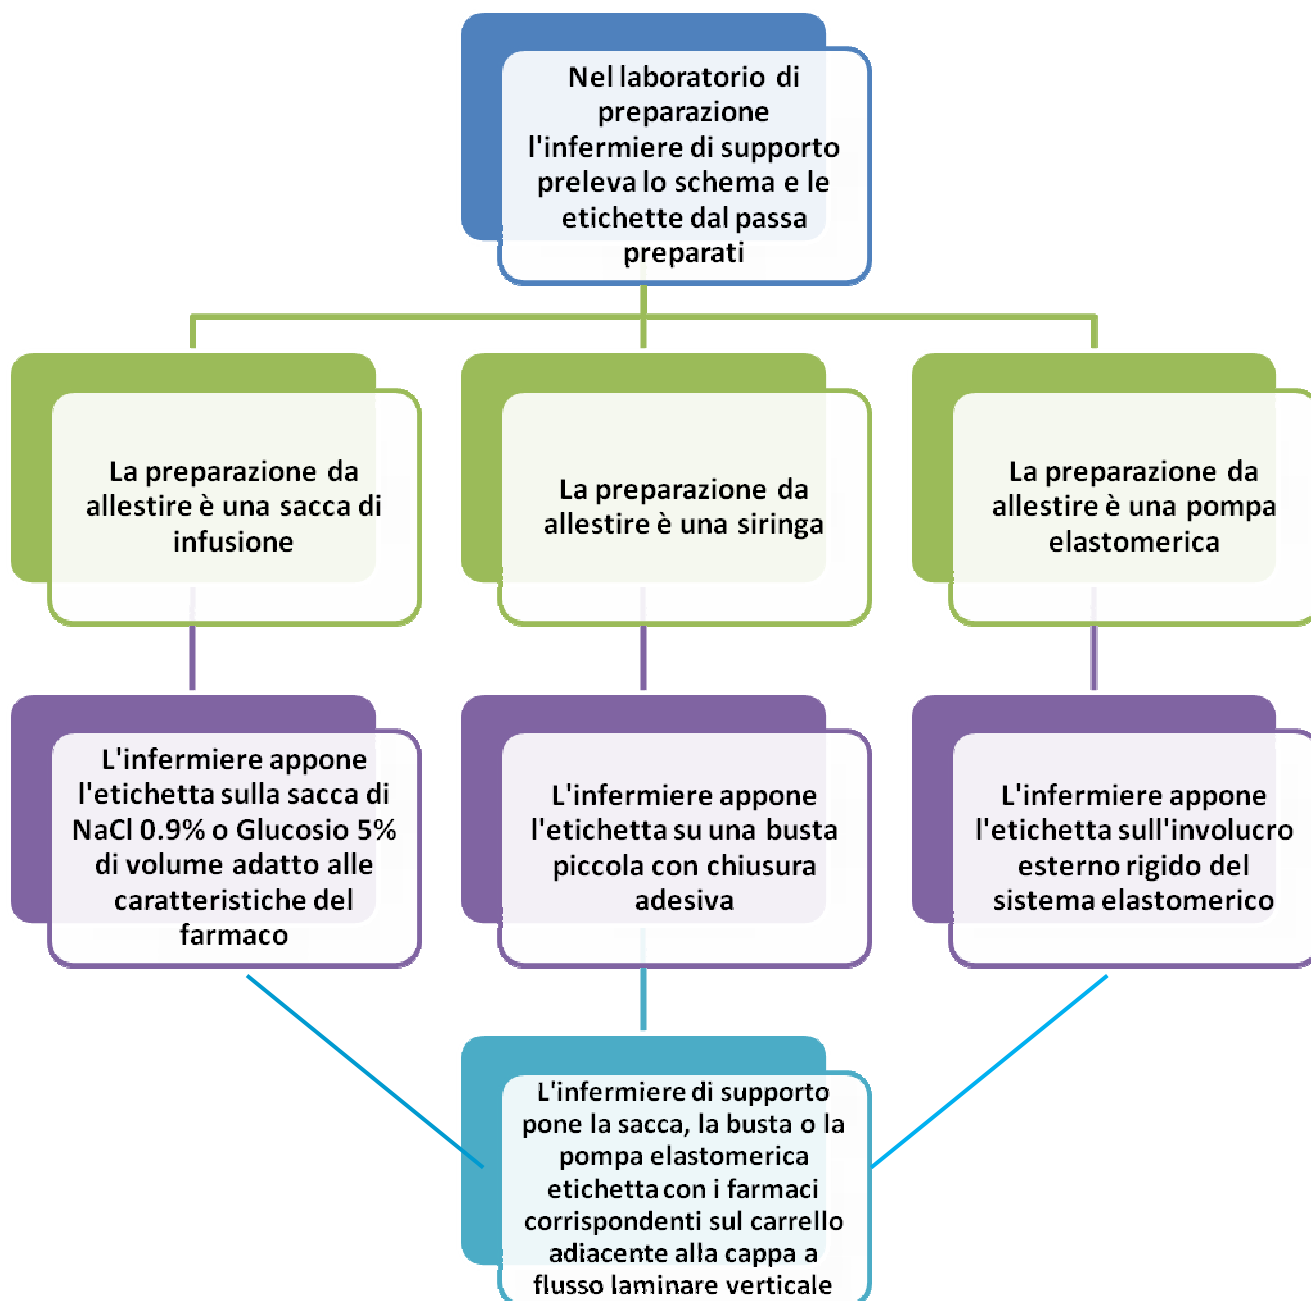 Nel laboratorio di
preparazione
l'infermiere di supporto
preleva lo schema e le
etichette dal passa
preparati
La preparazione da
allestire è una sacca di
infusione
La preparazione da
allestire è una siringa
La preparazione da
allestire è una pompa
elastomerica
L'infermiere appone
l'etichetta sulla sacca di
NaCl 0.9% o Glucosio 5%
di volume adatto alle
caratteristiche del
farmaco
L'infermiere appone
l'etichetta su una busta
piccola con chiusura
adesiva
L'infermiere appone
l'etichetta sull'involucro
esterno rigido del
sistema elastomerico
L'infermiere di supporto
pone la sacca, la busta o la
pompa elastomerica
etichetta con i farmaci
corrispondenti sul carrello
adiacente alla cappa a
flusso laminare verticale